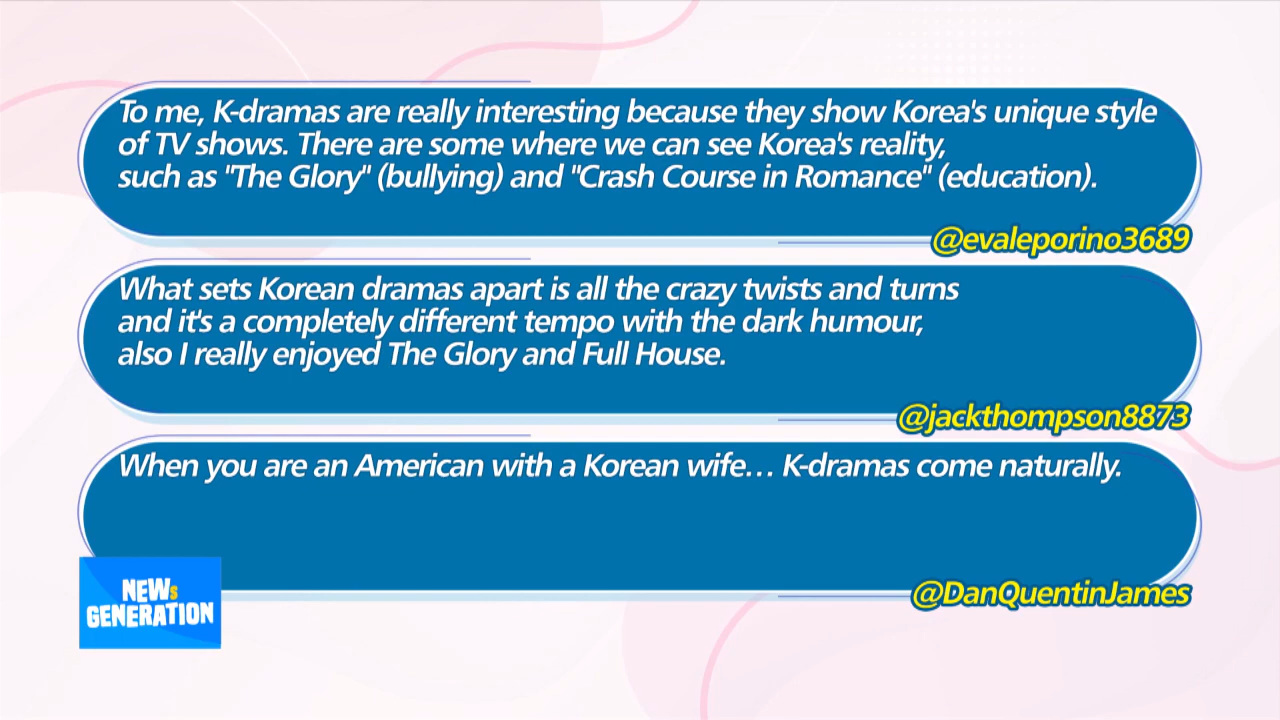 To me, K-dramas are really interesting because they show Korea's unique style
of TV shows. There are some where we can see Korea's reality,
such as "The Glory" (bullying) and "Crash Course in Romance" (education).
@evaleporino3689
What sets Korean dramas apart is all the crazy twists and turns
and it's a completely different tempo with the dark humour,
also I really enjoyed The Glory and Full House.
@jackthompson8873
When you are an American with a Korean wife… K-dramas come naturally.
@DanQuentinJames
NEWs
GENERATION